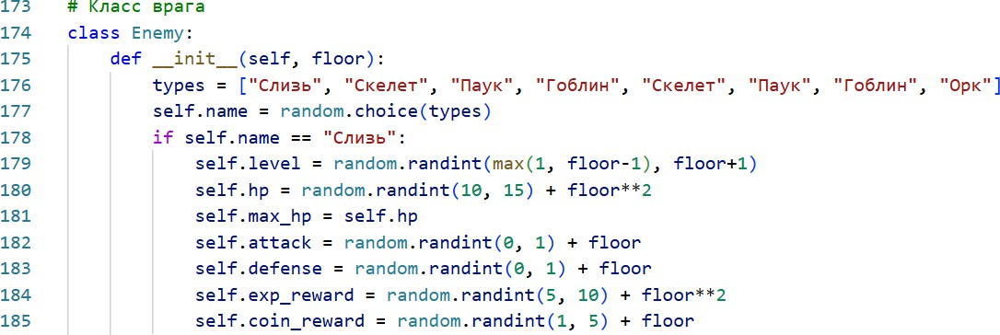 173 # Класс врага
174 class Enemy:
175     def __init__(self, floor):
176         types = ["Слизь", "Скелет", "Паук", "Гоблин", "Скелет", "Паук", "Гоблин", "Орк"]
177         self.name = random.choice(types)
178         if self.name == "Слизь":
179             self.level = random.randint(max(1, floor-1), floor+1)
180             self.hp = random.randint(10, 15) + floor**2
181             self.max_hp = self.hp
182             self.attack = random.randint(0, 1) + floor
183             self.defense = random.randint(0, 1) + floor
184             self.exp_reward = random.randint(5, 10) + floor**2
185             self.coin_reward = random.randint(1, 5) + floor